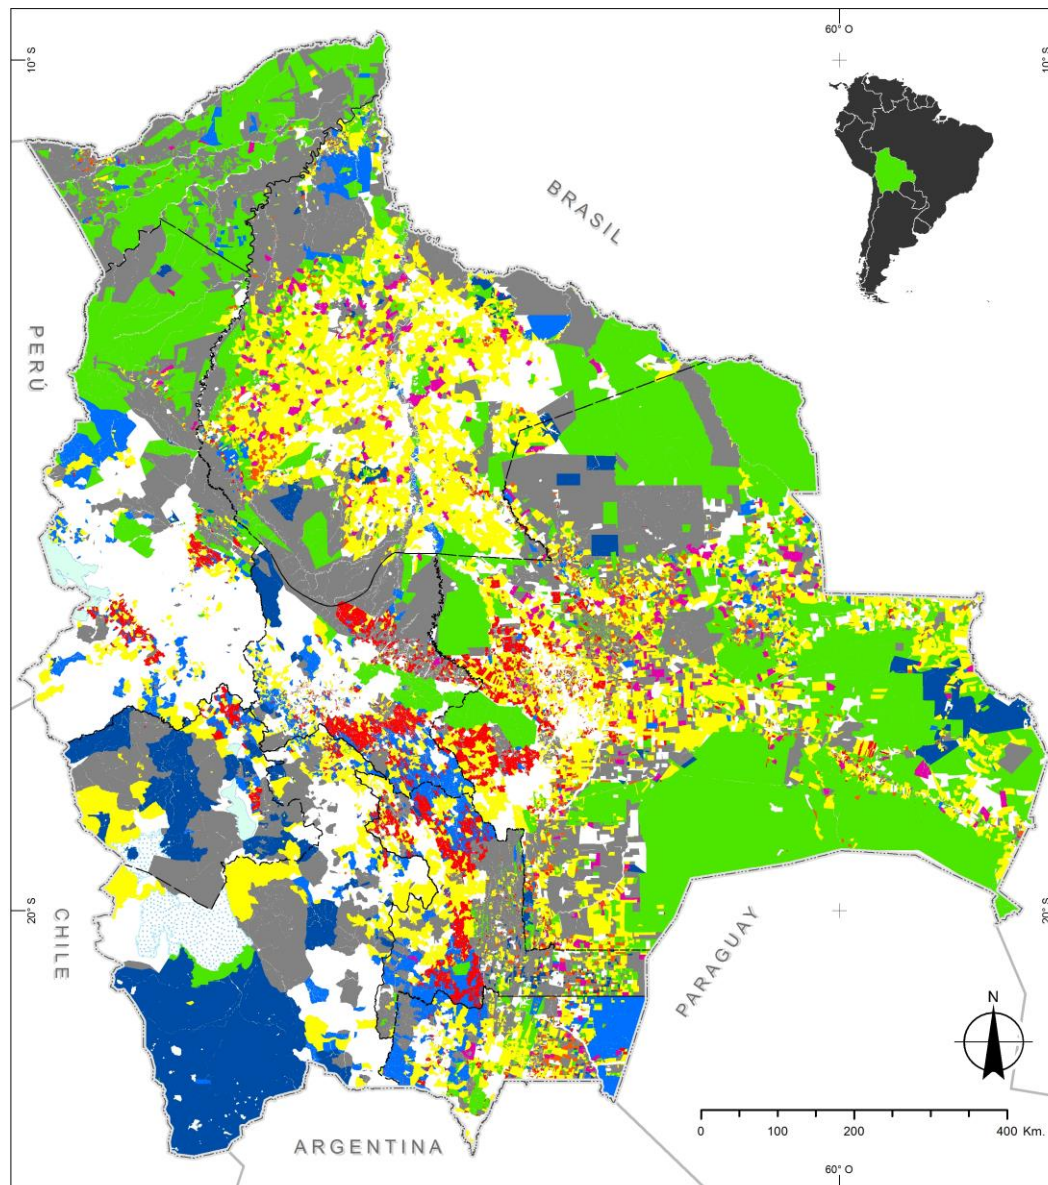 60° O
10° S
10° S
BRASIL
PERÚ
CHILE
20° S
20° S
PARAGUAY
N
ARGENTINA
0 100 200 400 Km.
60° O